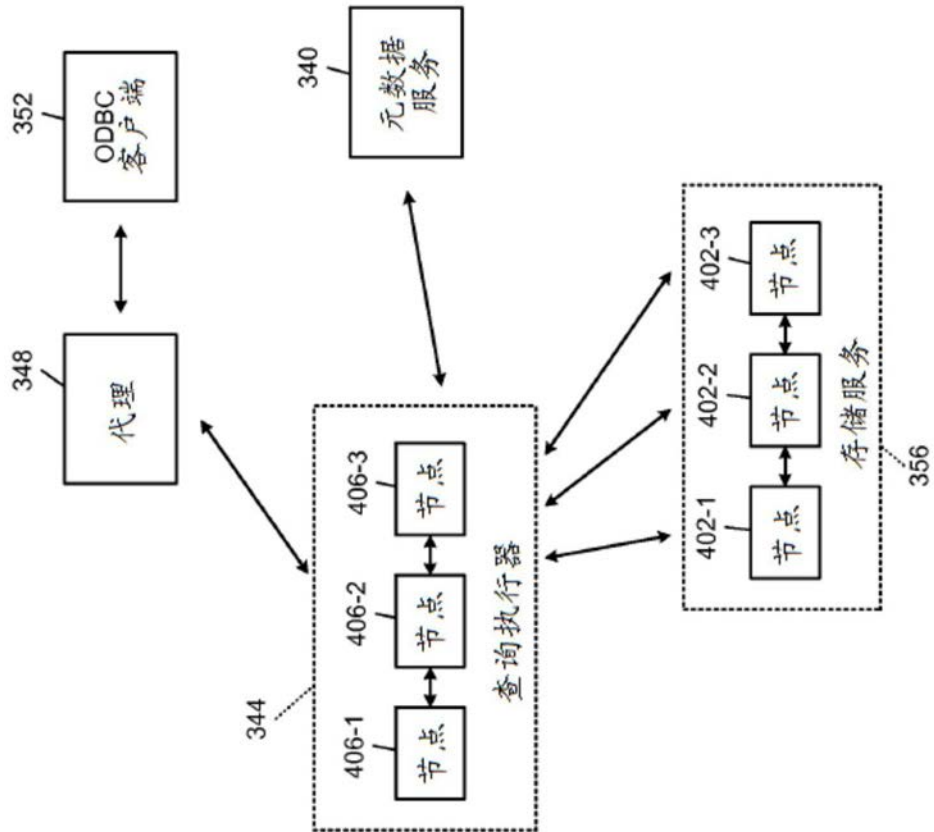 352
ODBC
客户端
348
代理
340
元数据
服务
344
406-1
406-2
406-3
节点
节点
节点
查询执行器
402-1
402-2
402-3
节点
节点
节点
存储服务
356